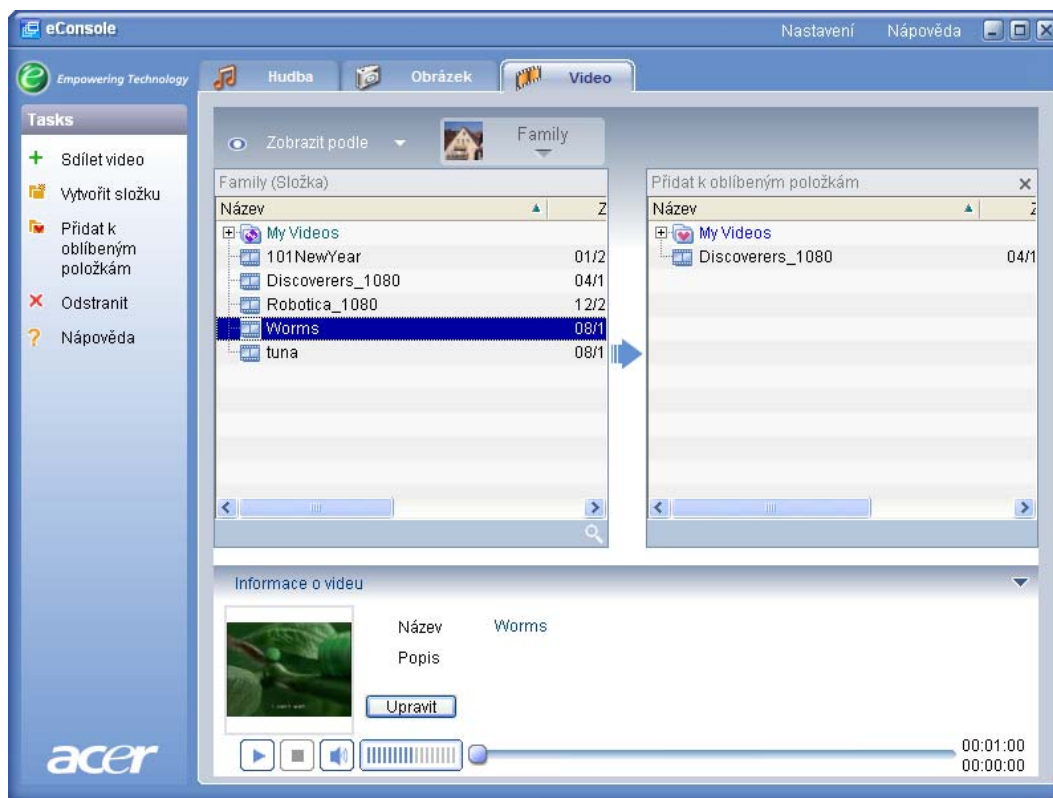 eConsole
Nastavení
Nápověda
Empowering Technology
Hudba
Obrázek
Video
Tasks
Sdílet video
Vytvořit složku
Přidat k
oblíbeným
položkám
Odstranit
Nápověda
acer
Zobrazit podle
Family
Family (Složka)
Název
Z
My Videos
101NewYear
01/2
Discoverers_1080
04/1
Robotica_1080
12/2
Worms
08/1
tuna
08/1
Přidat k oblíbeným položkám
Název
Z
My Videos
Discoverers_1080
04/1
Informace o videu
Název
Worms
Popis
Upravit
00:01:00
00:00:00